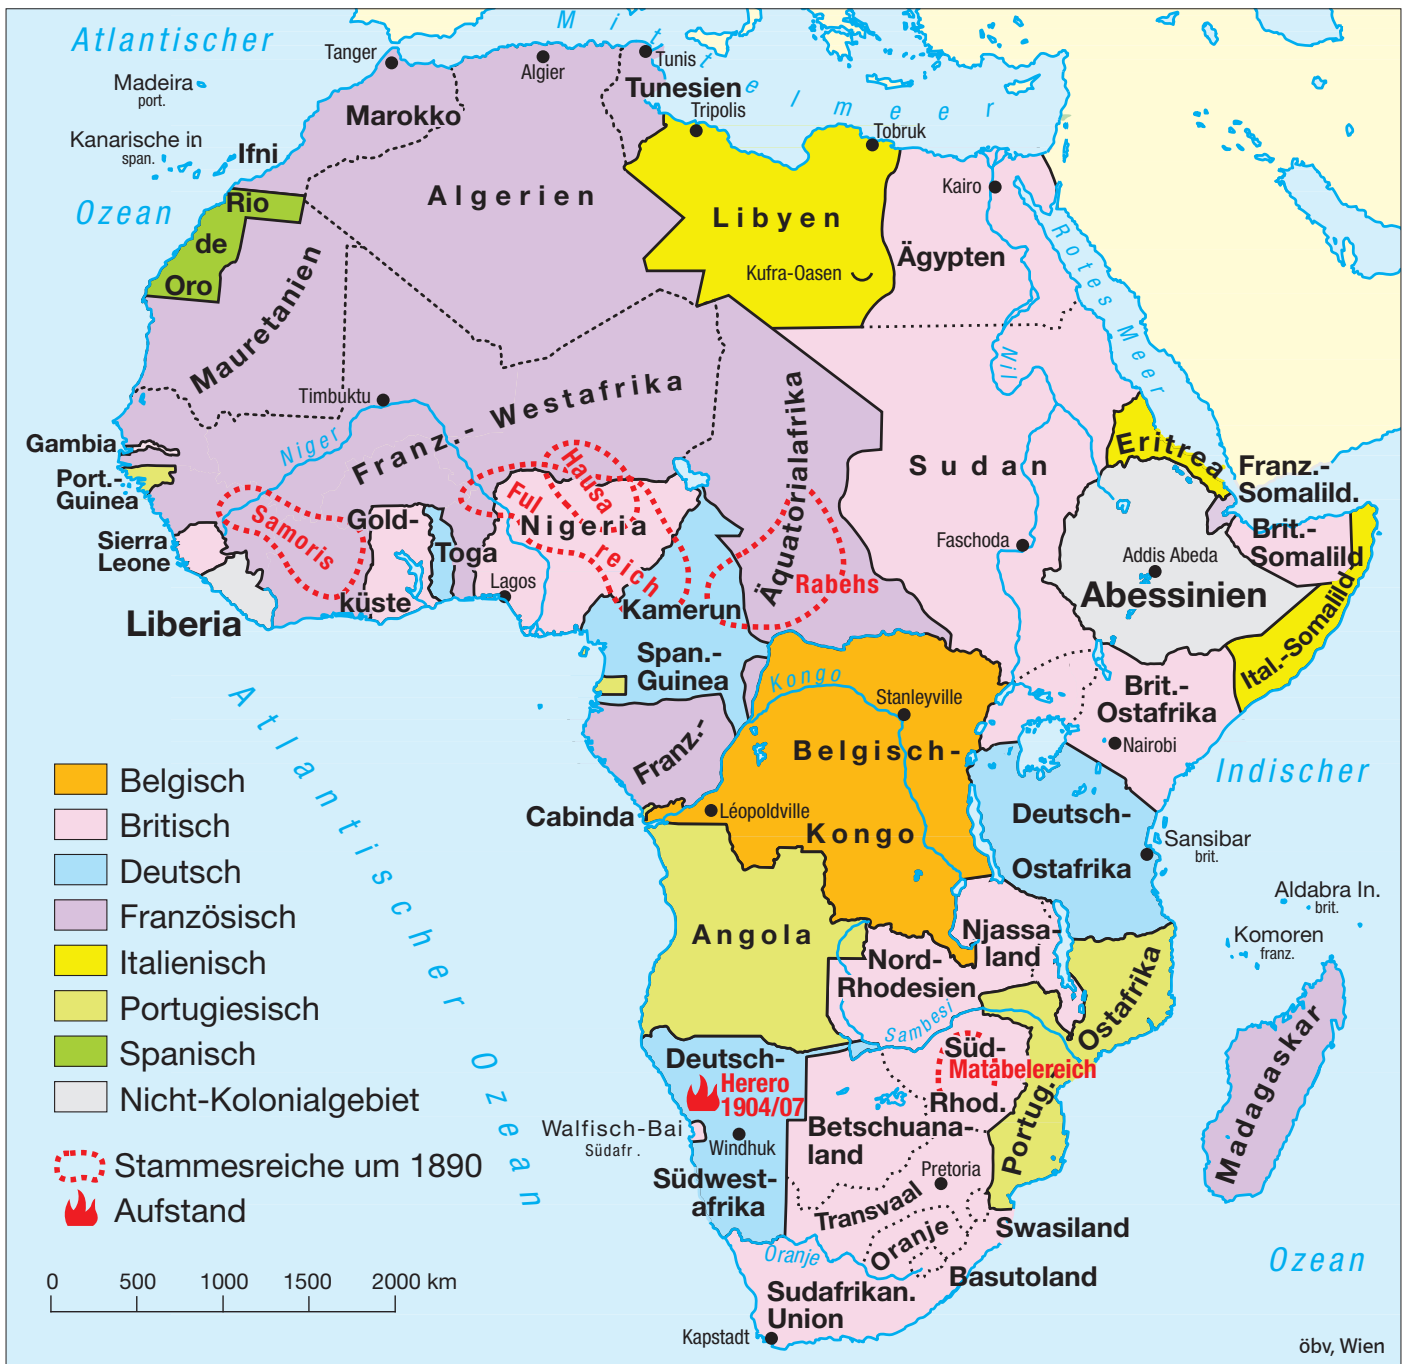 Atlantischer
Ozean
Mittelmeer
Madeira
port.
Kanarische in
span.
Tanger
Algier
Tunis
Tunesien
Tripolis
Tobruk
Marokko
Ifni
Rio
de
Oro
Algerien
Libyen
Kufra-Oasen
Kairo
Ägypten
Rotes Meer
Nil
Mauretanien
Timbuktu
Niger
Franz.- Westafrika
Äquatorialafrika
Sudan
Eritrea
Franz.-
Somalild.
Brit.-
Somalild
Ital.-Somalild
Gambia
Port.-
Guinea
Sierra
Leone
Liberia
Samoris
Gold-
küste
Toga
Lagos
Ful
Hausa
reich
Nigeria
Kamerun
Rabehs
Faschoda
Addis Abeda
Abessinien
Span.-
Guinea
Franz.-
Kongo
Stanleyville
Belgisch-
Kongo
Léopoldville
Cabinda
Brit.-
Ostafrika
Nairobi
Indischer
Ozean
Deutsch-
Ostafrika
Sansibar
brit.
Aldabra In.
brit.
Komoren
franz.
Angola
Njassa-
land
Nord-
Rhodesien
Sambesi
Süd-
Rhod.
Matabelereich
Portug.
Ostafrika
Madagaskar
Deutsch-
Südwest-
afrika
Herero
1904/07
Walfisch-Bai
Südafr.
Windhuk
Betschuana-
land
Pretoria
Transvaal
Oranje
Oranje
Swasiland
Basutoland
Sudafrikan.
Union
Kapstadt
Atlantischer Ozean
Belgisch
Britisch
Deutsch
Französisch
Italienisch
Portugiesisch
Spanisch
Nicht-Kolonialgebiet
Stammesreiche um 1890
Aufstand
0 500 1000 1500 2000 km
öbv, Wien